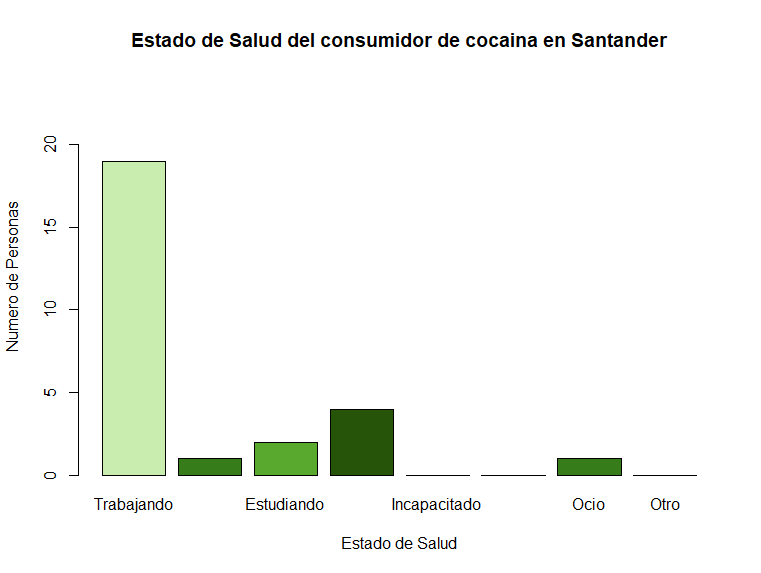 Estado de Salud del consumidor de cocaina en Santander
Numero de Personas
20
15
10
5
0
Trabajando Estudiando Incapacitado Ocio Otro
Estado de Salud